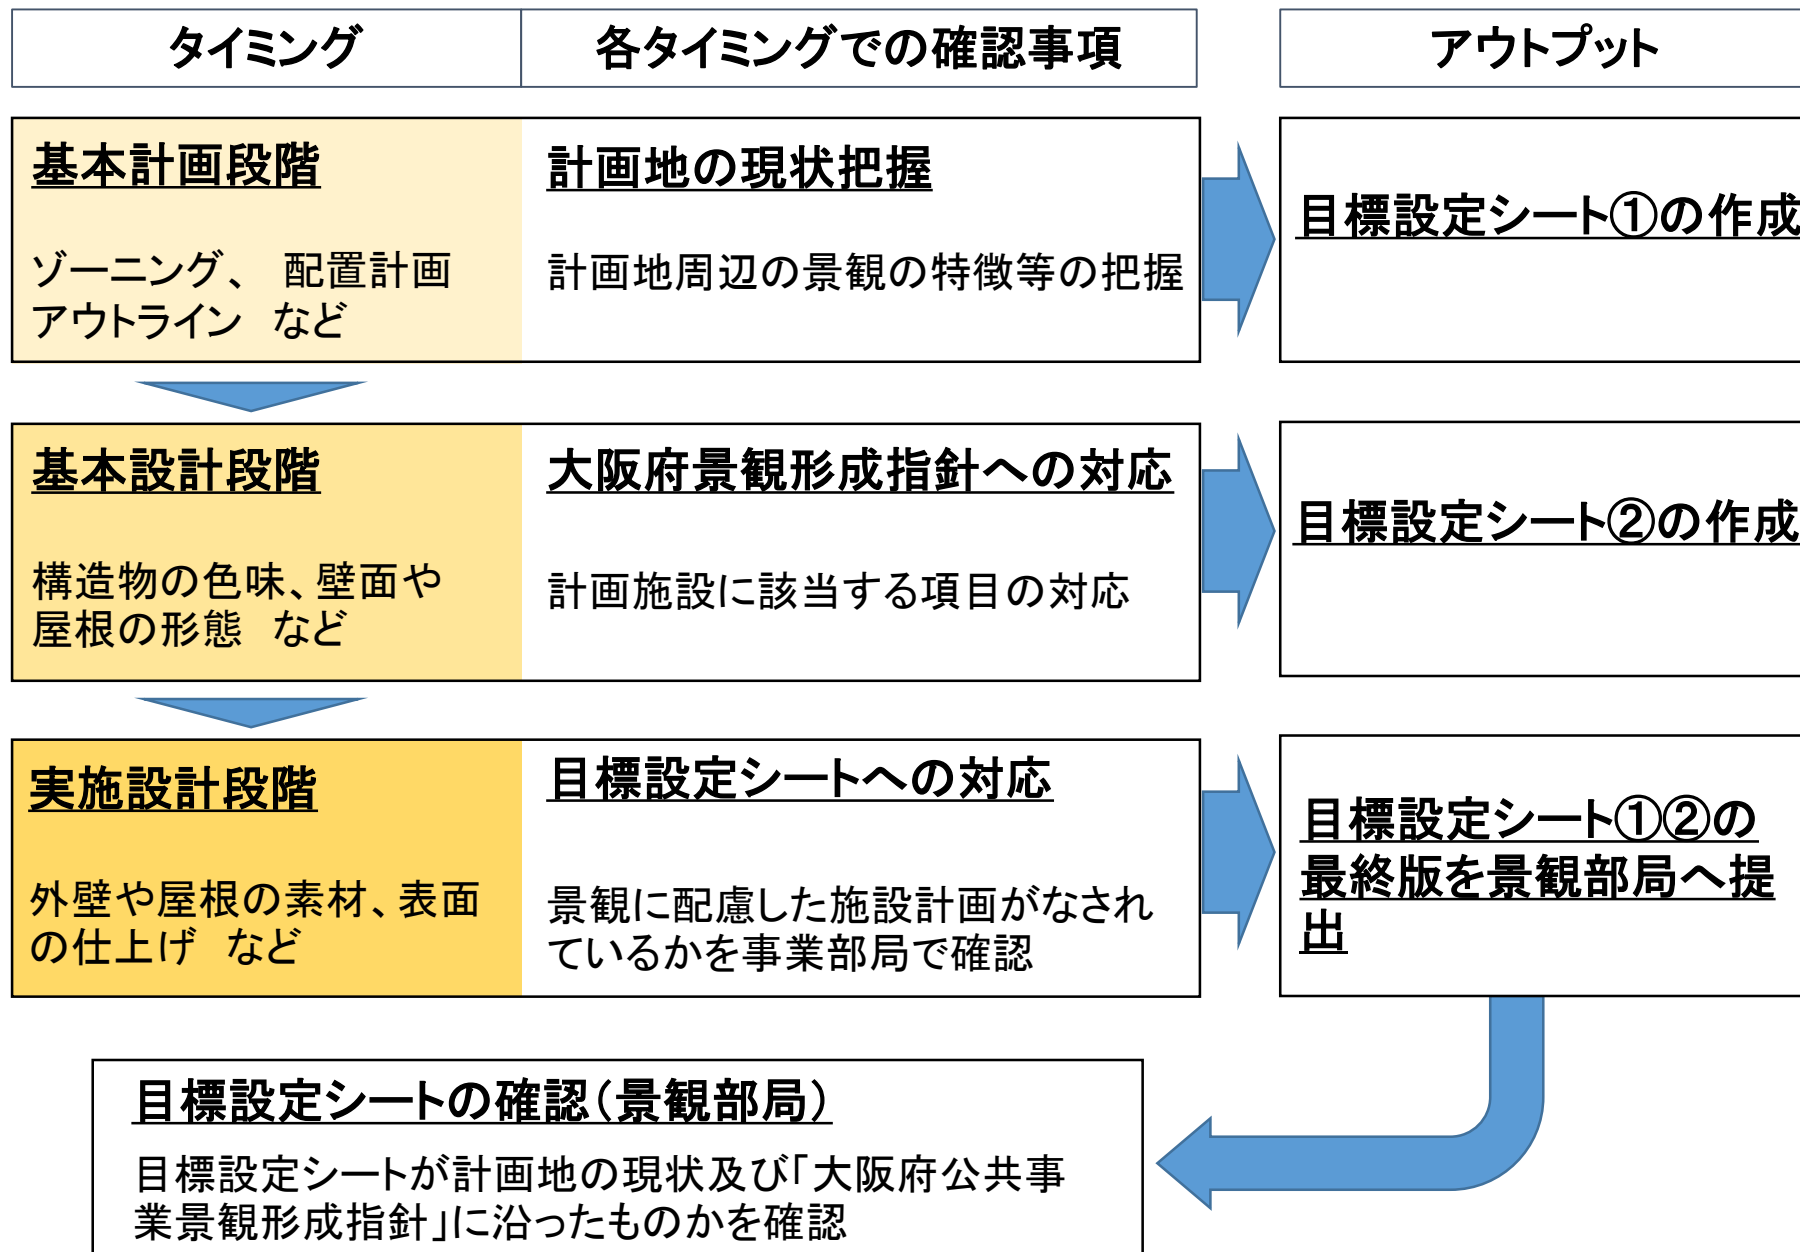 タイミング
各タイミングでの確認事項
アウトプット
基本計画段階
ゾーニング、 配置計画
アウトライン など
計画地の現状把握
計画地周辺の景観の特徴等の把握
目標設定シート①の作成
基本設計段階
構造物の色味、壁面や
屋根の形態 など
大阪府景観形成指針への対応
計画施設に該当する項目の対応
目標設定シート②の作成
実施設計段階
外壁や屋根の素材、表面
の仕上げ など
目標設定シートへの対応
景観に配慮した施設計画がなされ
ているかを事業部局で確認
目標設定シート①②の
最終版を景観部局へ提
出
目標設定シートの確認（景観部局）
目標設定シートが計画地の現状及び「大阪府公共事
業景観形成指針」に沿ったものかを確認